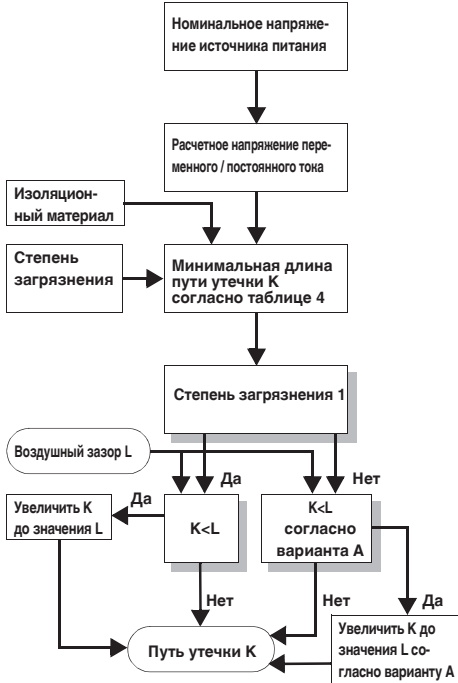 Номинальное напряже-
ние источника питания
Расчетное напряжение пере-
менного / постоянного тока
Изоляцион-
ный материал
Степень
загрязнения
Минимальная длина
пути утечки К
согласно таблице 4
Степень загрязнения 1
Воздушный зазор L
Да
Нет
Да
Увеличить К
до значения L
K<L
K<L
согласно
варианта А
Нет
Нет
Да
Путь утечки К
Увеличить К до
значения L со-
гласно варианту А